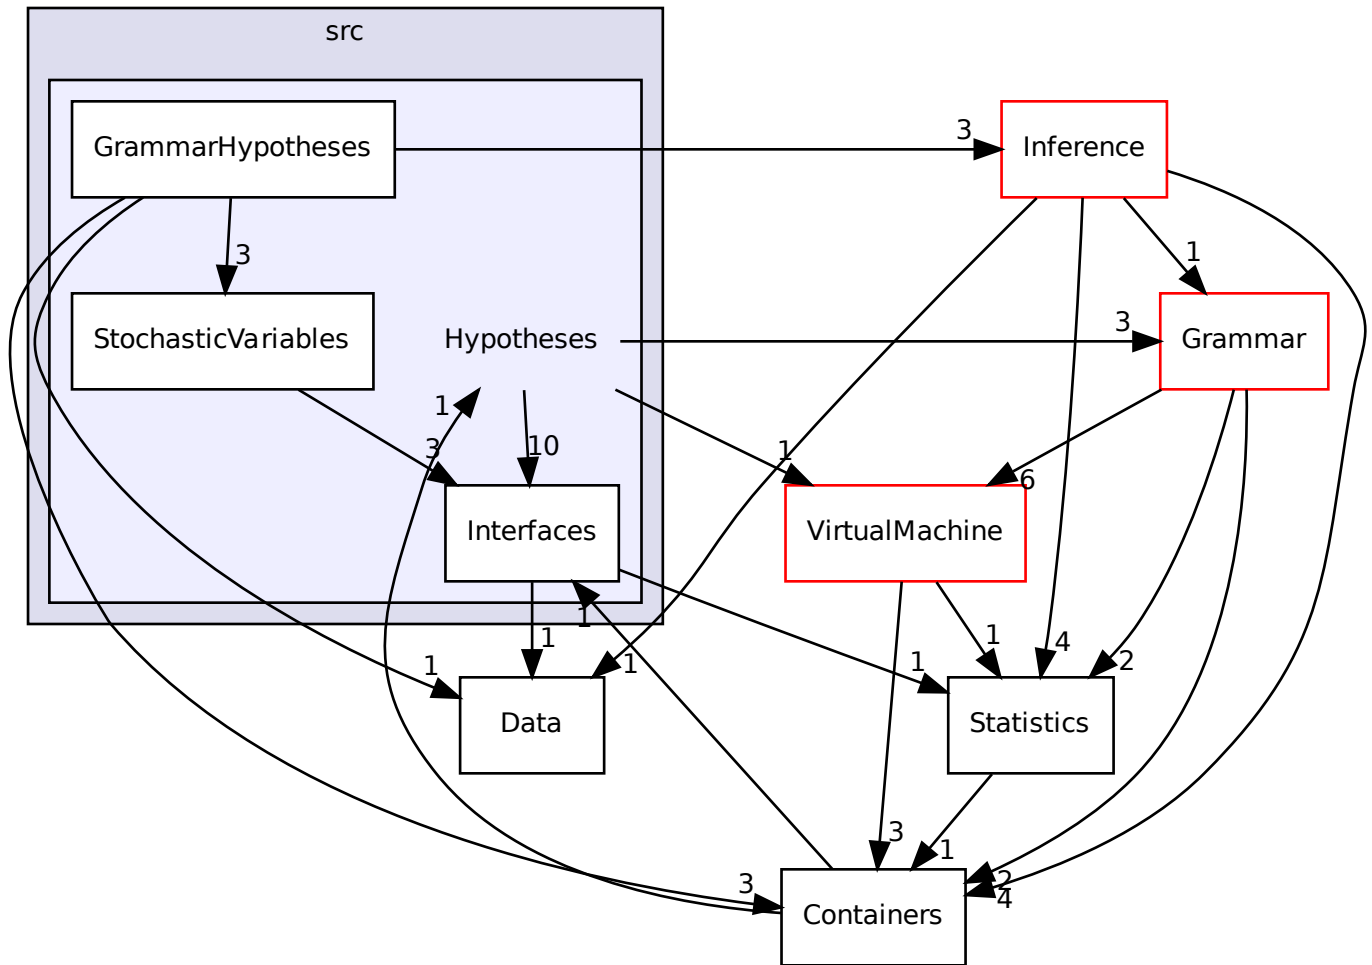 src
GrammarHypotheses
3
Inference
3
1
StochasticVariables
Hypotheses
3
Grammar
1
3
10
1
6
Interfaces
VirtualMachine
1
1
1
1
1
1
4
2
Data
Statistics
3
1
3
2
4
Containers